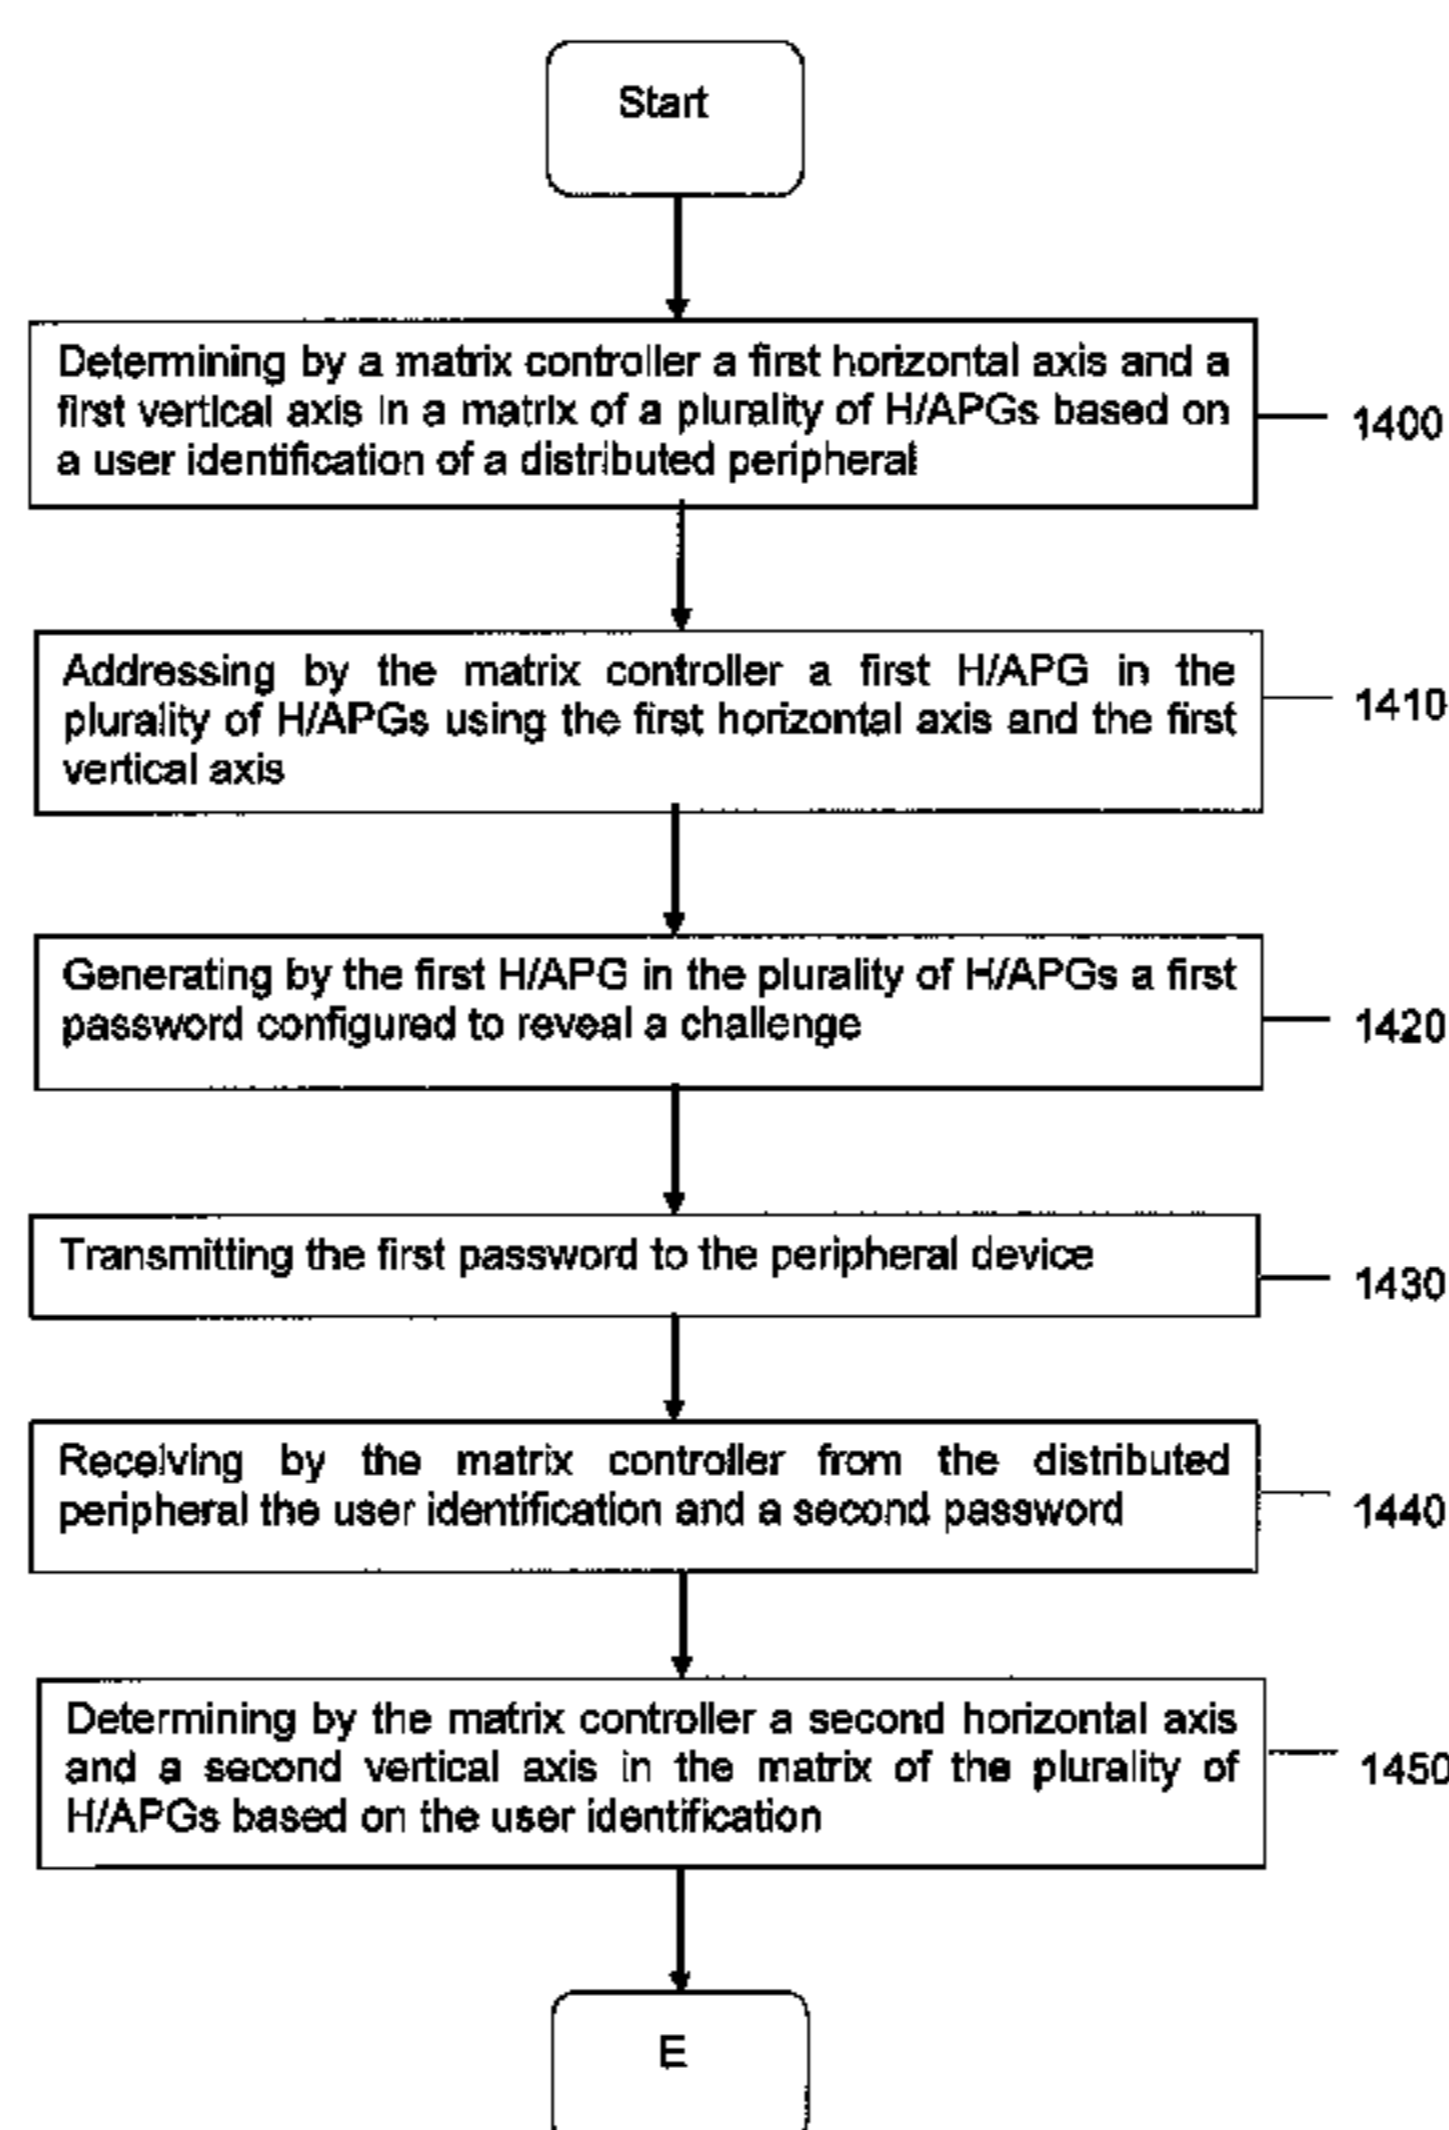 Start
Determining by a matrix controller a first horizontal axis and a
first vertical axis in a matrix of a plurality of H/APGs based on
a user identification of a distributed peripheral
1400
Addressing by the matrix controller a first H/APG in the
plurality of H/APGs using the first horizontal axis and the first
vertical axis
1410
Generating by the first H/APG in the plurality of H/APGs a first
password configured to reveal a challenge
1420
Transmitting the first password to the peripheral device
1430
Receiving by the matrix controller from the distributed
peripheral the user identification and a second password
1440
Determining by the matrix controller a second horizontal axis
and a second vertical axis in the matrix of the plurality of
H/APGs based on the user identification
1450
E